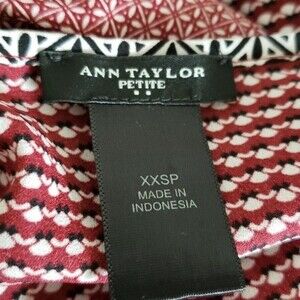 ANN TAYLOR
PETITE
XXSP
MADE IN
INDONESIA